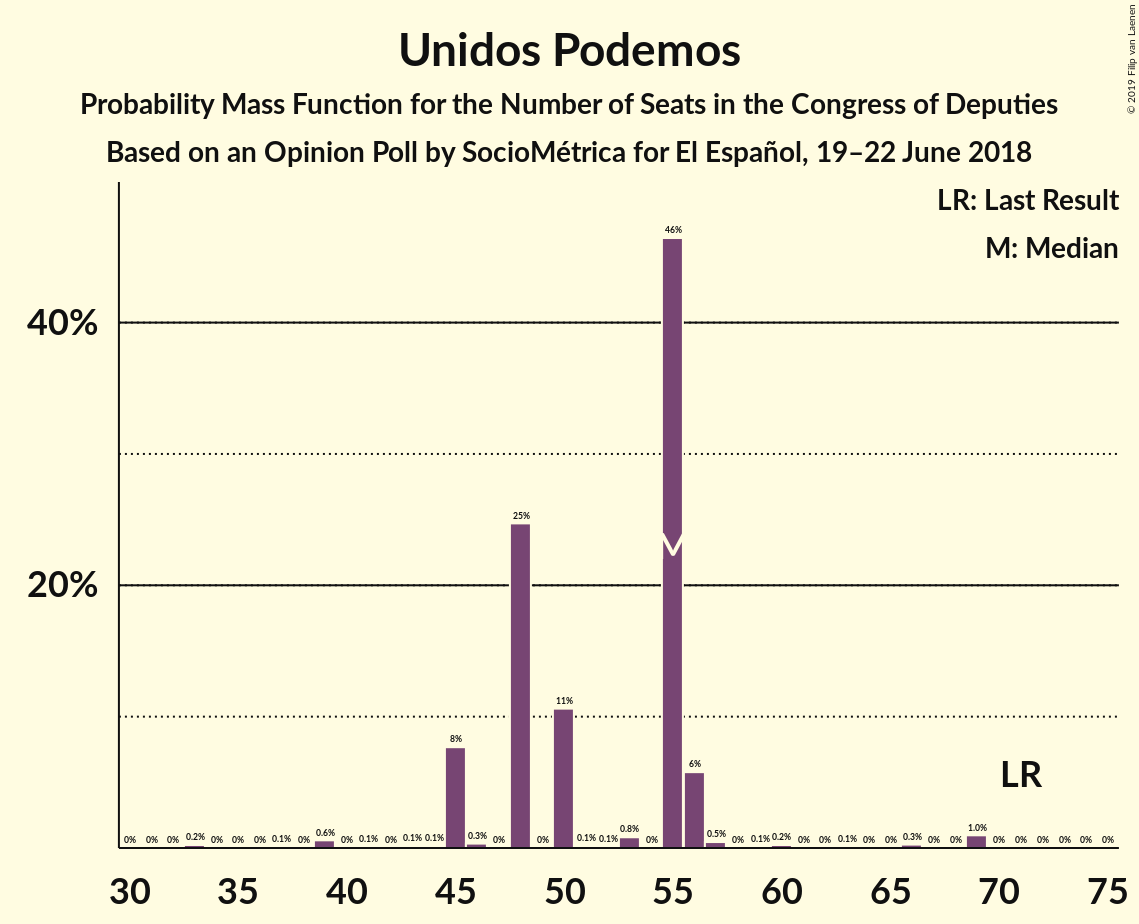 Unidos Podemos
Probability Mass Function for the Number of Seats in the Congress of Deputies
Based on an Opinion Poll by SocioMétrica for El Español, 19–22 June 2018
© 2019 Filip van Laenen
LR: Last Result
M: Median
46%
40%
25%
20%
11%
8%
6%
LR
0% 0% 0% 0.2% 0% 0% 0% 0.1% 0% 0.6% 0% 0.1% 0% 0.1% 0.1% 0.3% 0% 0% 0.1% 0.1% 0.8% 0% 0.5% 0% 0.1% 0.2% 0% 0% 0.1% 0% 0% 0.3% 0% 0% 1.0% 0% 0% 0% 0% 0% 0%
30 35 40 45 50 55 60 65 70 75